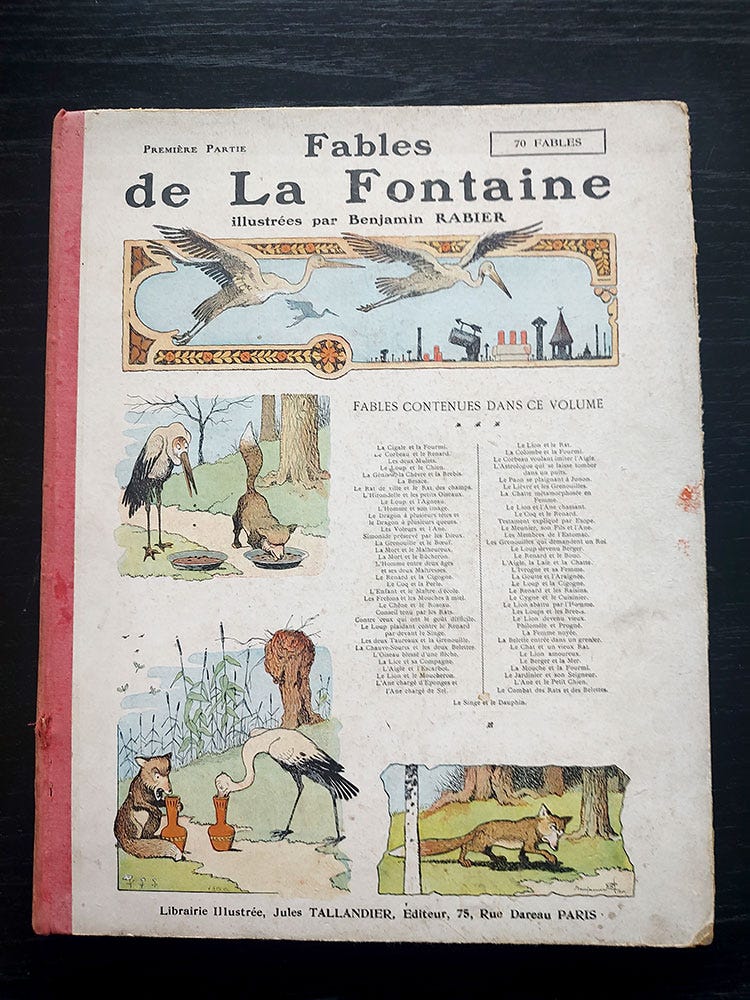 PREMIÈRE PARTIE
70 FABLES
Fables
de La Fontaine
illustrées par Benjamin RABIER
FABLES CONTENUES DANS CE VOLUME
La Cigale et la Fourmi.
Le Corbeau et le Renard.
Les deux Mulets.
Le Loup et le Chien.
La Génisse, la Chèvre et la Brebis.
La Besace.
Le Rat de ville et le Rat des champs.
L'Hirondelle et les petits Oiseaux.
Le Loup et l'Agneau.
L'Homme et son image.
Le Dragon à plusieurs têtes et
le Dragon à plusieurs queues.
Les Voleurs et l'Ane.
Simonide préservé par les Dieux.
La Grenouille et le Bœuf.
La Mort et le Malheureux.
La Mort et le Bûcheron.
L'Homme entre deux âges
et ses deux Maîtresses.
Le Renard et la Cigogne.
Le Coq et la Perle.
L'Enfant et le Maître d'école.
Les Frelons et les Mouches à miel.
Le Chêne et le Roseau.
Conseil tenu par les Rats.
Contre ceux qui ont le goût difficile.
Le Loup plaidant contre le Renard
par-devant le Singe.
Les deux Taureaux et la Grenouille.
La Chauve-Souris et les deux Belettes.
L'Oiseau blessé d'une flèche.
La Lice et sa Compagne.
L'Aigle et l'Escarbot.
Le Lion et le Moucheron.
L'Ane chargé d'Eponges et
l'Ane chargé de Sel.
Le Lion et le Rat.
La Colombe et la Fourmi.
Le Corbeau voulant imiter l'Aigle.
L'Astrologue qui se laisse tomber
dans un puits.
Le Paon se plaignant à Junon.
Le Lièvre et les Grenouilles.
La Chatte métamorphosée en
Femme.
Le Lion et l'Ane chassant.
Le Coq et le Renard.
Testament expliqué par Esope.
Le Meunier, son Fils et l'Ane.
Les Membres et l'Estomac.
Les Grenouilles qui demandent un Roi
Le Loup devenu Berger.
Le Renard et le Bouc.
L'Aigle, la Laie et la Chatte.
L'Ivrogne et sa Femme.
La Goutte et l'Araignée.
Le Loup et la Cigogne.
Le Renard et les Raisins.
Le Cygne et le Cuisinier.
Le Lion abattu par l'Homme.
Les Loups et les Brebis.
Le Lion devenu vieux.
Philomèle et Progné.
La Femme noyée.
La Belette entrée dans un grenier.
Le Chat et un vieux Rat.
Le Lion amoureux.
Le Berger et la Mer.
La Mouche et la Fourmi.
Le Jardinier et son Seigneur.
L'Ane et le Petit Chien.
Le Combat des Rats et des Belettes.
Le Singe et le Dauphin.
Librairie Illustrée, Jules TALLANDIER, Éditeur, 75, Rue Dareau PARIS